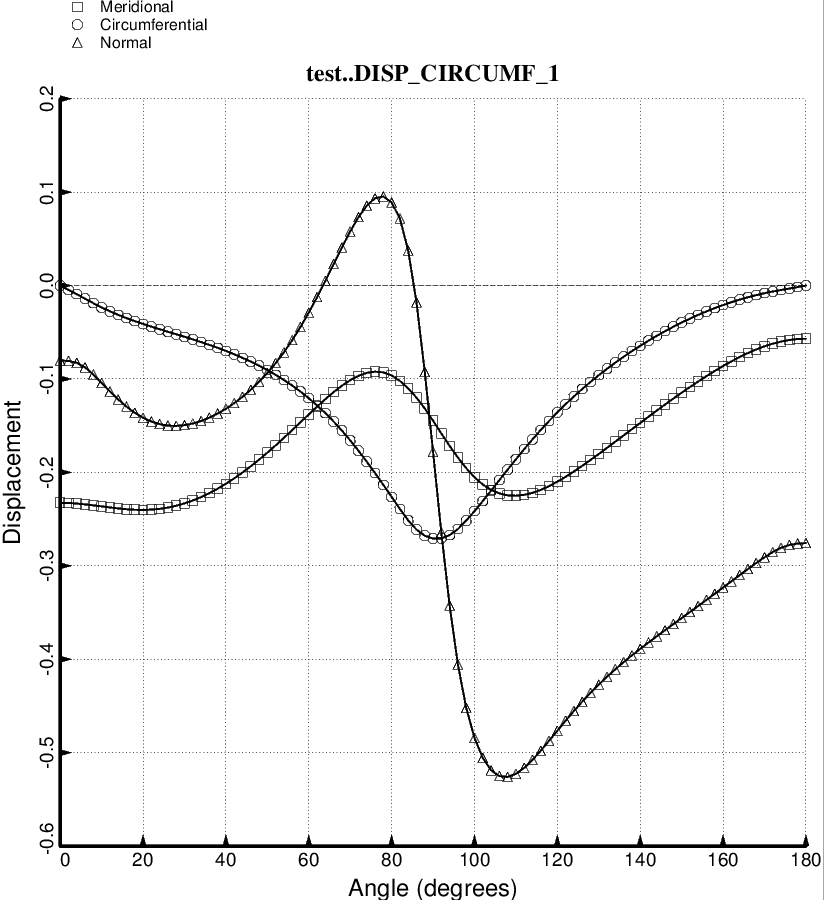 Meridional
Circumferential
Normal
test..DISP_CIRCUMF_1
0.2
0.1
0.0
-0.1
-0.2
-0.3
-0.4
-0.5
-0.6
Displacement
0 20 40 60 80 100 120 140 160 180
Angle (degrees)